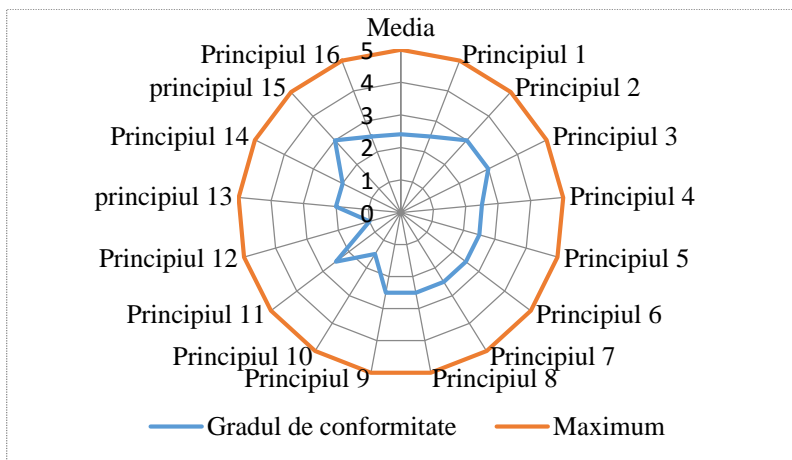 Media
Principiul 1
Principiul 2
Principiul 3
Principiul 4
Principiul 5
Principiul 6
Principiul 7
Principiul 8
Principiul 9
Principiul 10
Principiul 11
Principiul 12
principiul 13
Principiul 14
principiul 15
Principiul 16
5
4
3
2
1
0
Gradul de conformitate
Maximum